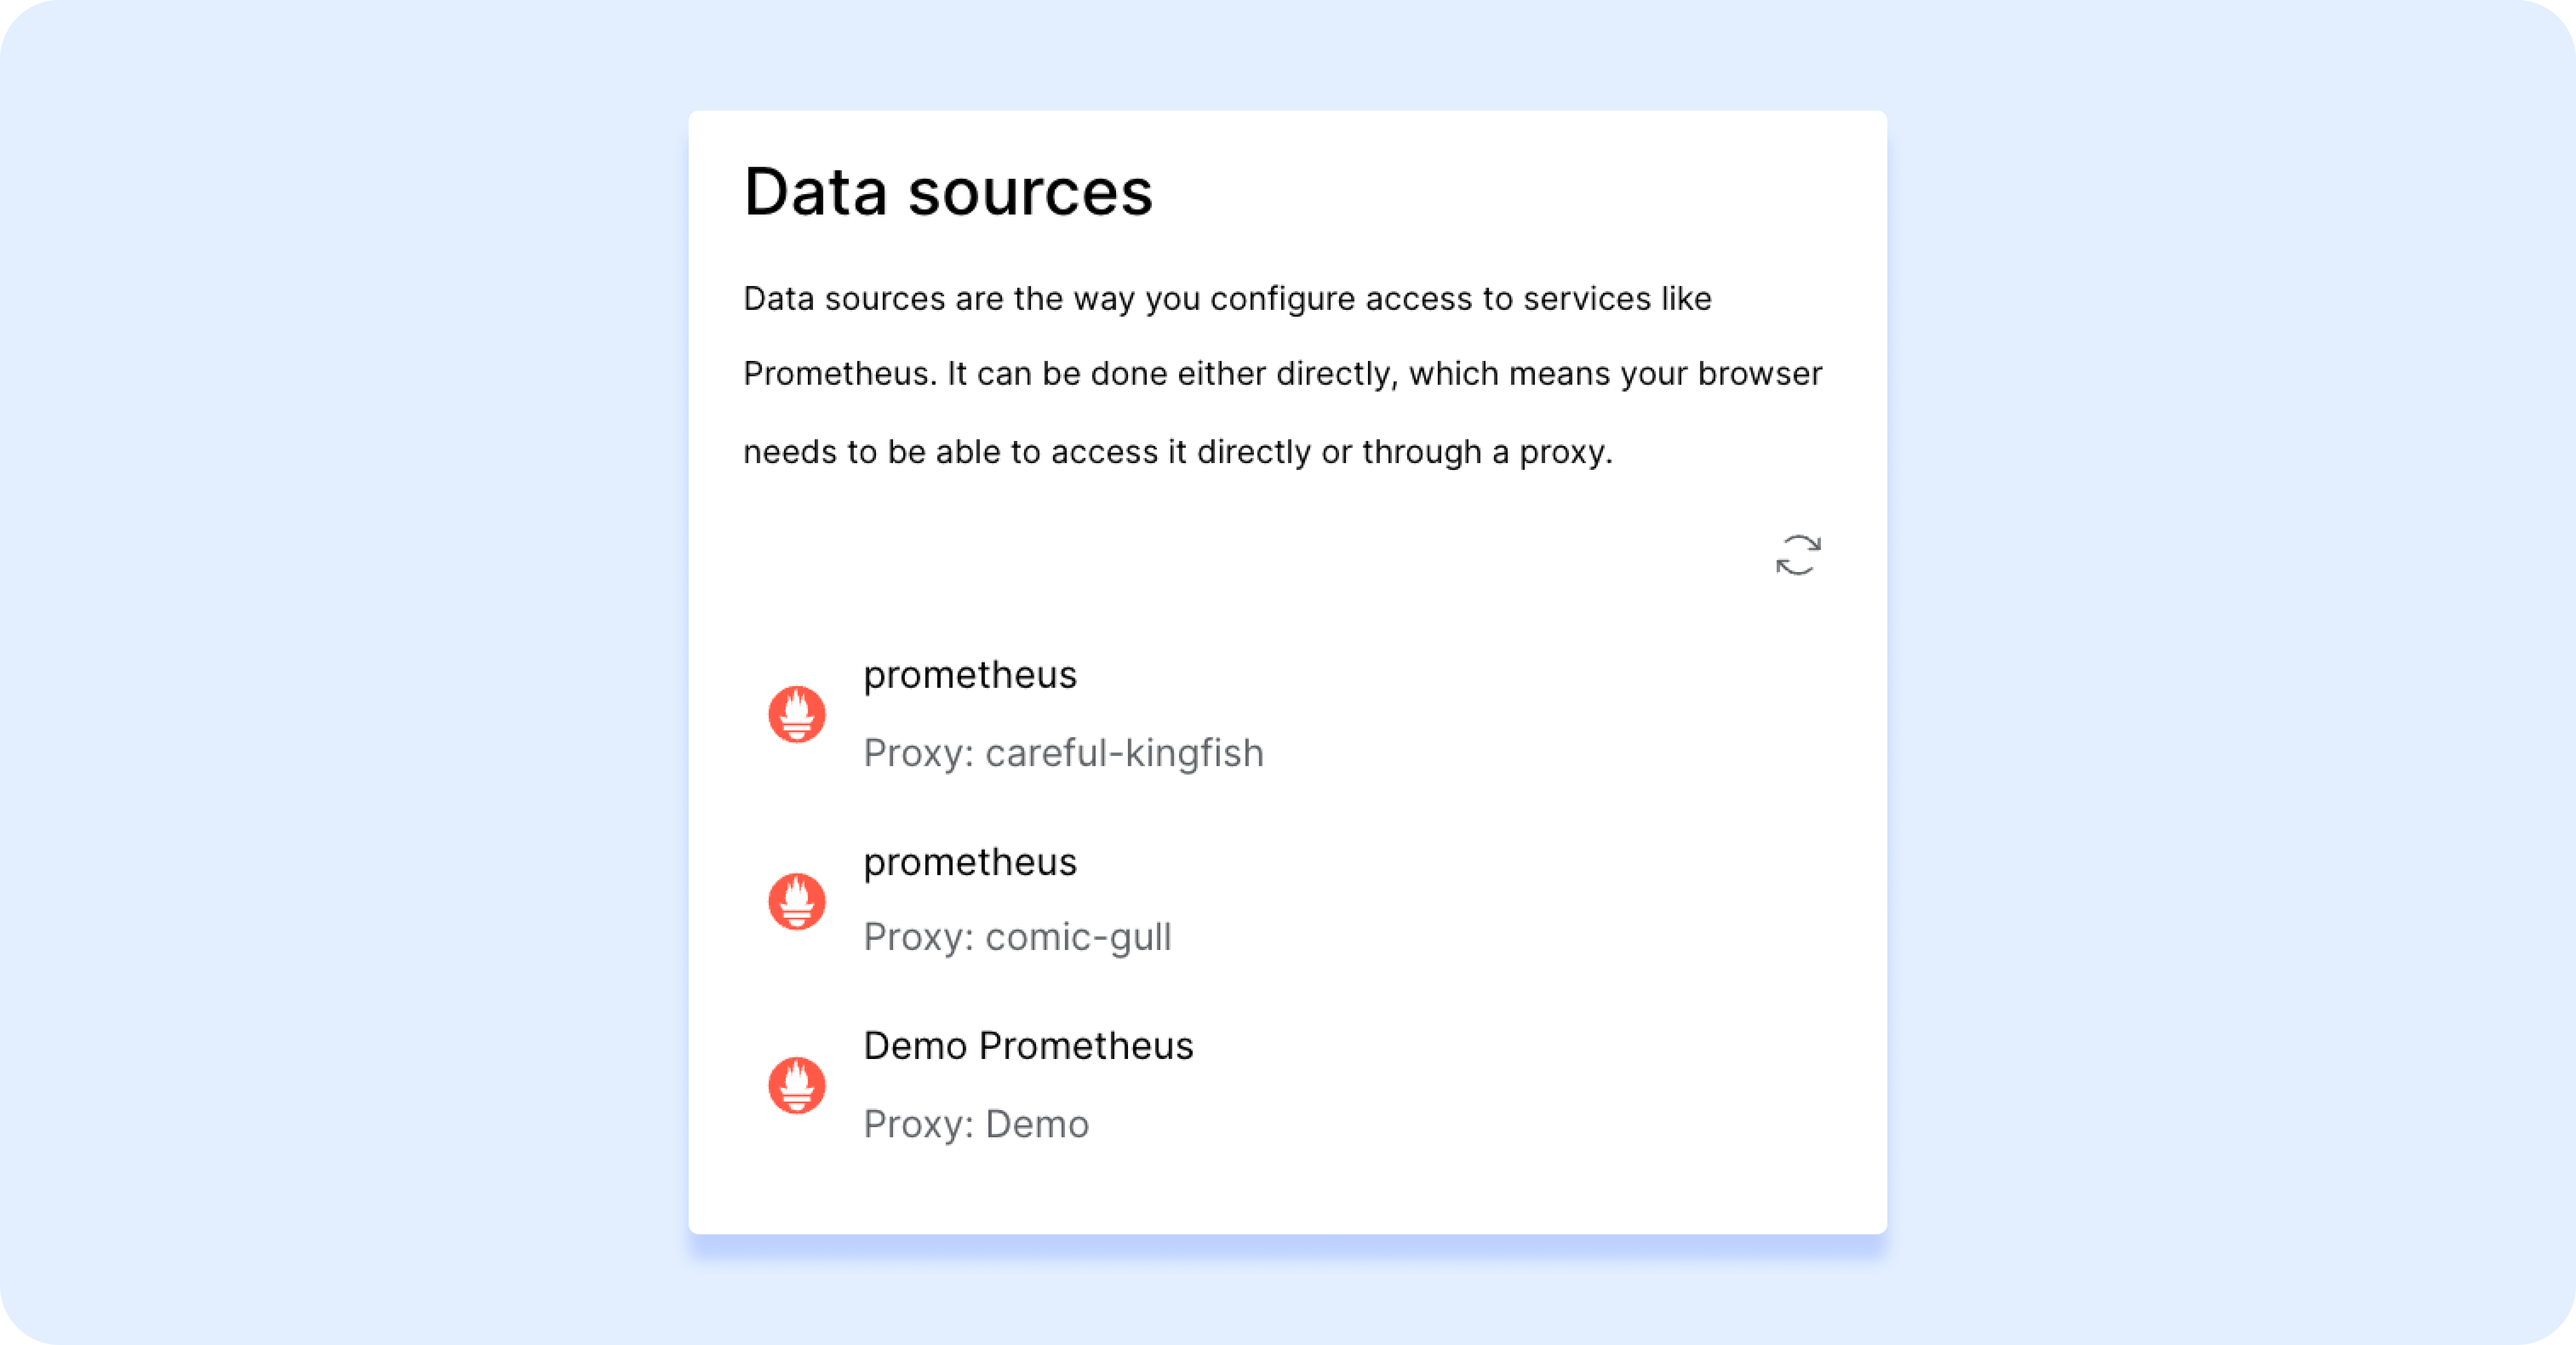 Data sources
Data sources are the way you configure access to services like
Prometheus. It can be done either directly, which means your browser
needs to be able to access it directly or through a proxy.
prometheus
Proxy: careful-kingfish
prometheus
Proxy: comic-gull
Demo Prometheus
Proxy: Demo